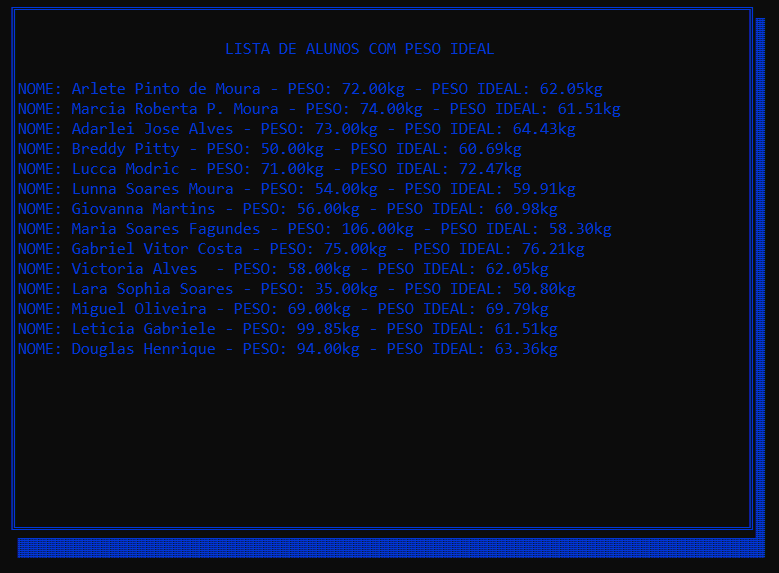 LISTA DE ALUNOS COM PESO IDEAL
NOME: Arlete Pinto de Moura - PESO: 72.00kg - PESO IDEAL: 62.05kg
NOME: Marcia Roberta P. Moura - PESO: 74.00kg - PESO IDEAL: 61.51kg
NOME: Adarlei Jose Alves - PESO: 73.00kg - PESO IDEAL: 64.43kg
NOME: Breddy Pitty - PESO: 50.00kg - PESO IDEAL: 60.69kg
NOME: Lucca Modric - PESO: 71.00kg - PESO IDEAL: 72.47kg
NOME: Lunna Soares Moura - PESO: 54.00kg - PESO IDEAL: 59.91kg
NOME: Giovanna Martins - PESO: 56.00kg - PESO IDEAL: 60.98kg
NOME: Maria Soares Fagundes - PESO: 106.00kg - PESO IDEAL: 58.30kg
NOME: Gabriel Vitor Costa - PESO: 75.00kg - PESO IDEAL: 76.21kg
NOME: Victoria Alves  - PESO: 58.00kg - PESO IDEAL: 62.05kg
NOME: Lara Sophia Soares - PESO: 35.00kg - PESO IDEAL: 50.80kg
NOME: Miguel Oliveira - PESO: 69.00kg - PESO IDEAL: 69.79kg
NOME: Leticia Gabriele - PESO: 99.85kg - PESO IDEAL: 61.51kg
NOME: Douglas Henrique - PESO: 94.00kg - PESO IDEAL: 63.36kg